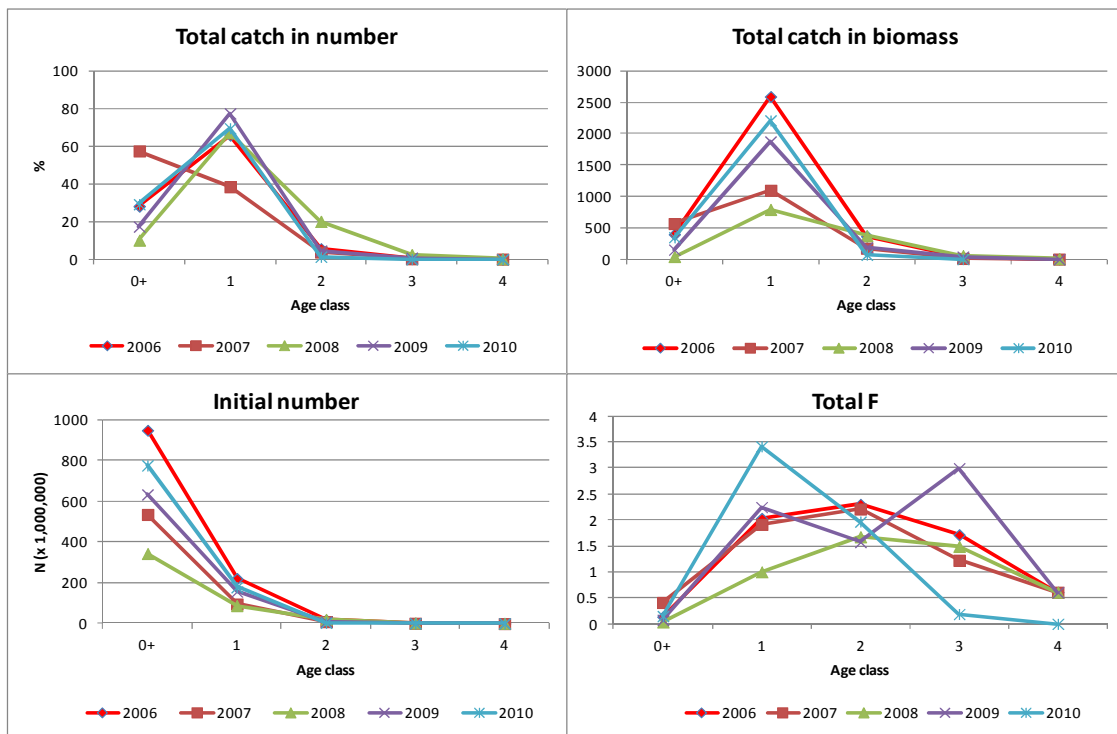 Total catch in number
100
80
60
40
20
0
%
0+ 1 2 3 4
Age class
2006 2007 2008 2009 2010
Total catch in biomass
3000
2500
2000
1500
1000
500
0
0+ 1 2 3 4
Age class
2006 2007 2008 2009 2010
Initial number
1000
800
600
400
200
0
N (x 1,000,000)
0+ 1 2 3 4
Age class
2006 2007 2008 2009 2010
Total F
4
3.5
3
2.5
2
1.5
1
0.5
0
0+ 1 2 3 4
Age class
2006 2007 2008 2009 2010